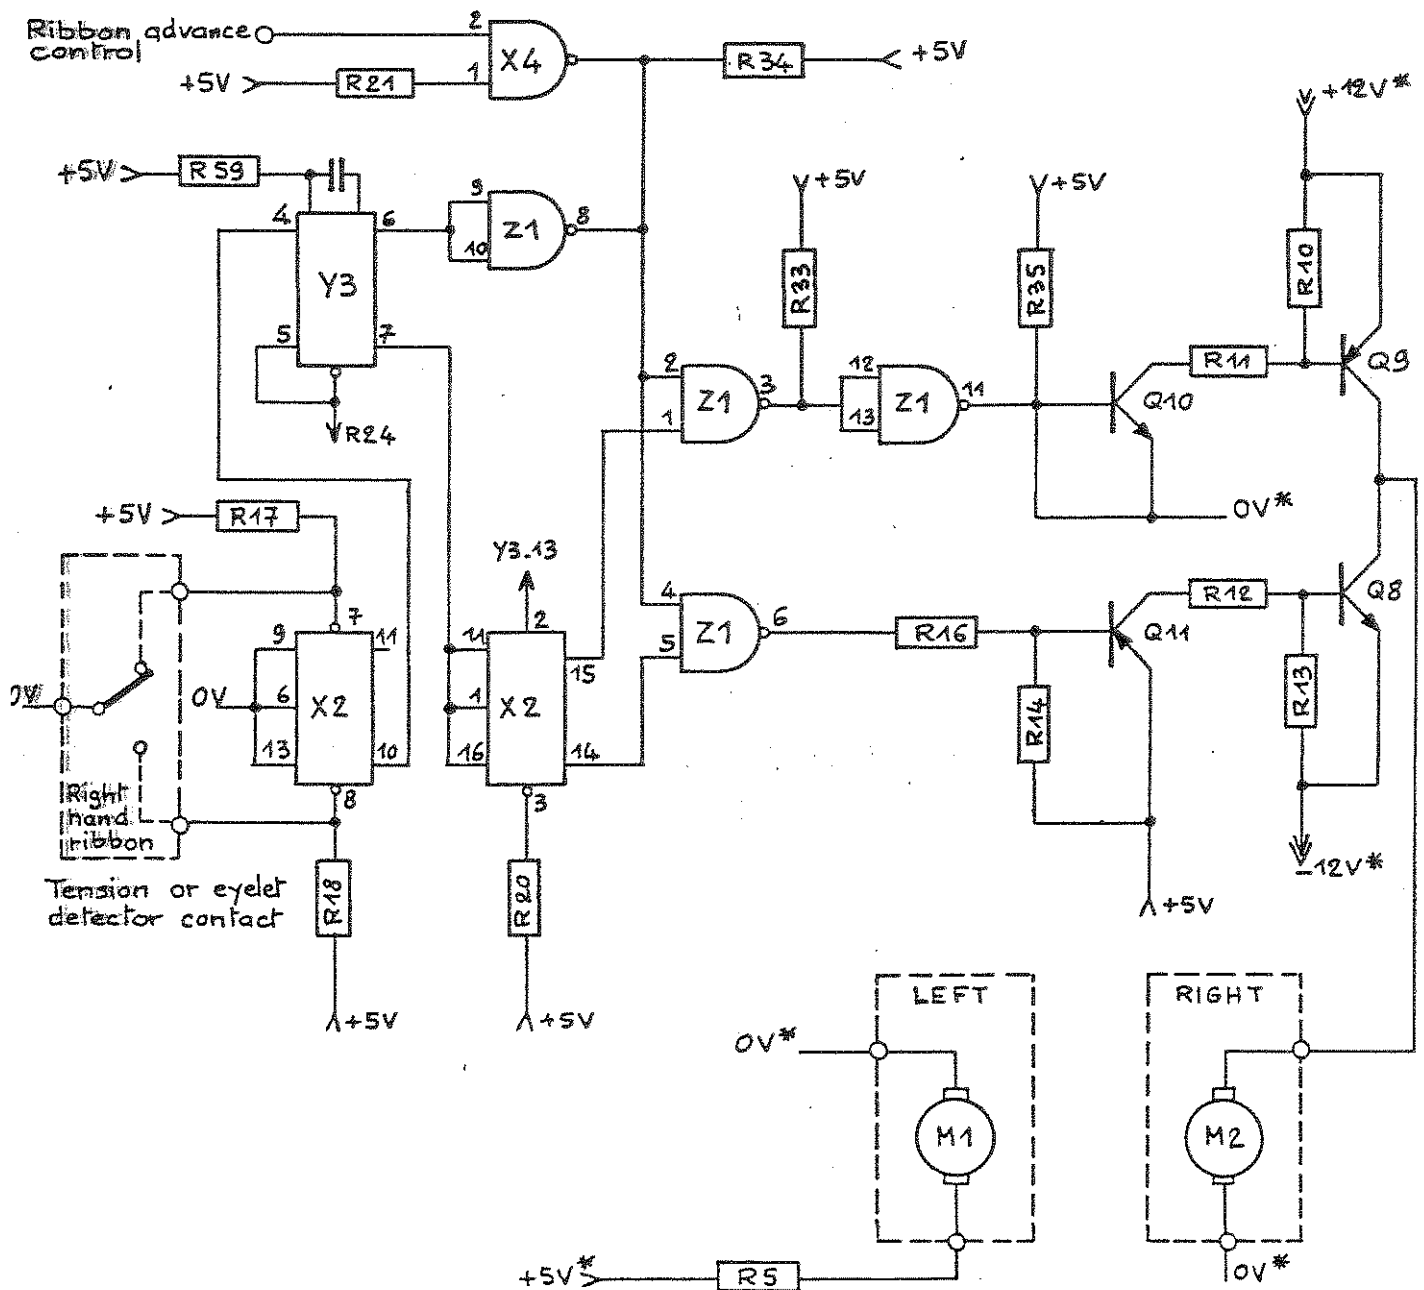 Ribbon advance
control
2
1
X4
+5V
R21
R34
+5V
+12V*
+5V
R59
4
6
5
7
Y3
R24
9
10
Z1
8
+5V
R33
+5V
R35
R10
2
1
Z1
3
12
13
Z1
11
Q10
R11
Q9
0V*
+5V
R17
0V
Right
hand
ribbon
Tension or eyelet
detector contact
0V
7
9
6
13
X2
11
10
8
R18
+5V
Y3.13
2
11
1
16
X2
15
14
3
R20
+5V
4
5
Z1
6
R16
R14
Q11
+5V
R12
R13
Q8
-12V*
LEFT
0V*
M1
+5V*
R5
RIGHT
M2
0V*